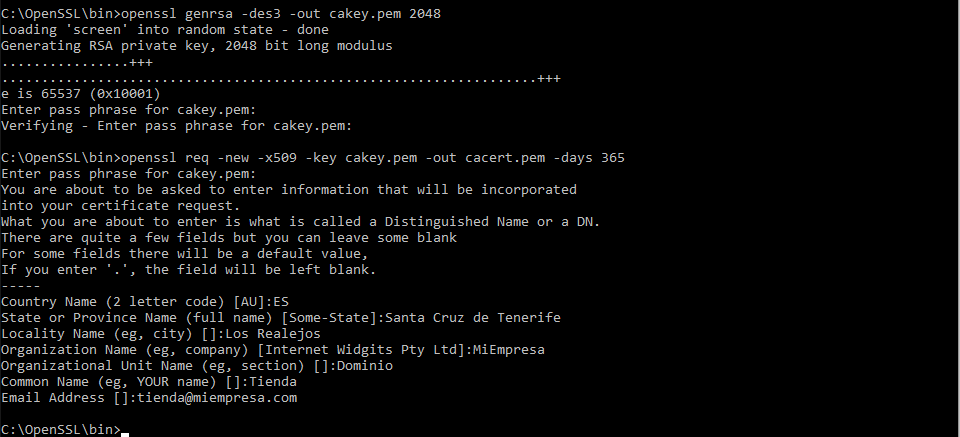 C:\OpenSSL\bin>openssl genrsa -des3 -out cakey.pem 2048
Loading 'screen' into random state - done
Generating RSA private key, 2048 bit long modulus
................+++
...................................................................+++
e is 65537 (0x10001)
Enter pass phrase for cakey.pem:
Verifying - Enter pass phrase for cakey.pem:
C:\OpenSSL\bin>openssl req -new -x509 -key cakey.pem -out cacert.pem -days 365
Enter pass phrase for cakey.pem:
You are about to be asked to enter information that will be incorporated
into your certificate request.
What you are about to enter is what is called a Distinguished Name or a DN.
There are quite a few fields but you can leave some blank
For some fields there will be a default value,
If you enter '.', the field will be left blank.
-----
Country Name (2 letter code) [AU]:ES
State or Province Name (full name) [Some-State]:Santa Cruz de Tenerife
Locality Name (eg, city) []:Los Realejos
Organization Name (eg, company) [Internet Widgits Pty Ltd]:MiEmpresa
Organizational Unit Name (eg, section) []:Dominio
Common Name (eg, YOUR name) []:Tienda
Email Address []:tienda@miempresa.com
C:\OpenSSL\bin>